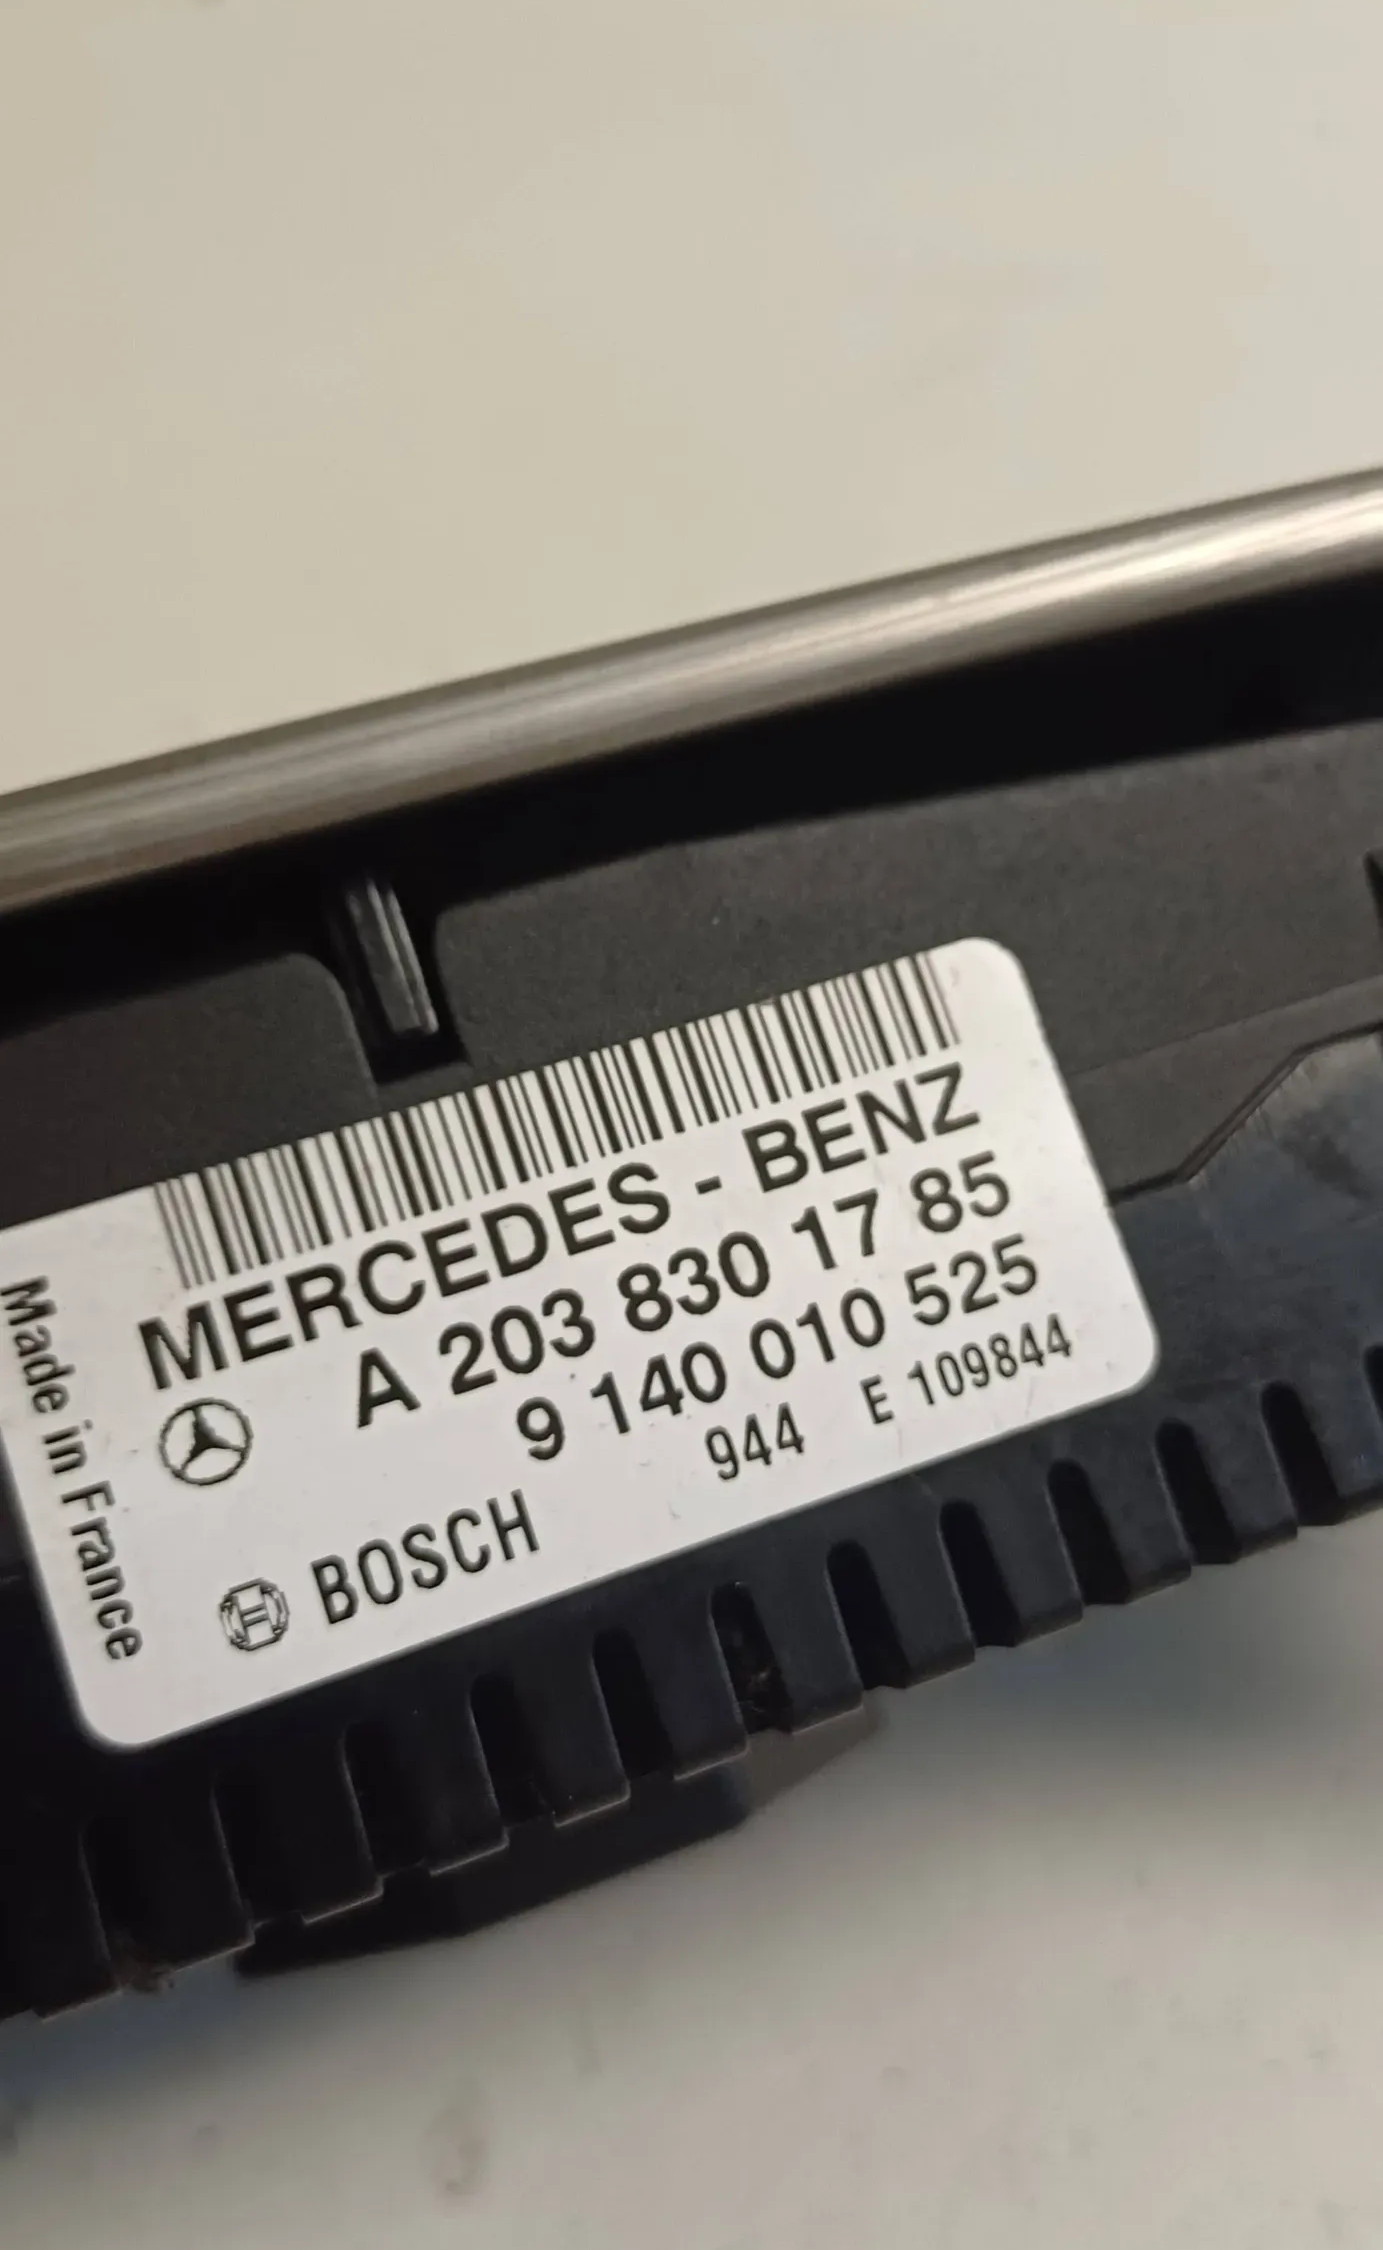 MERCEDES - BENZ
A 203 830 17 85
9 140 010 525
944 E 109844
BOSCH
Made in France